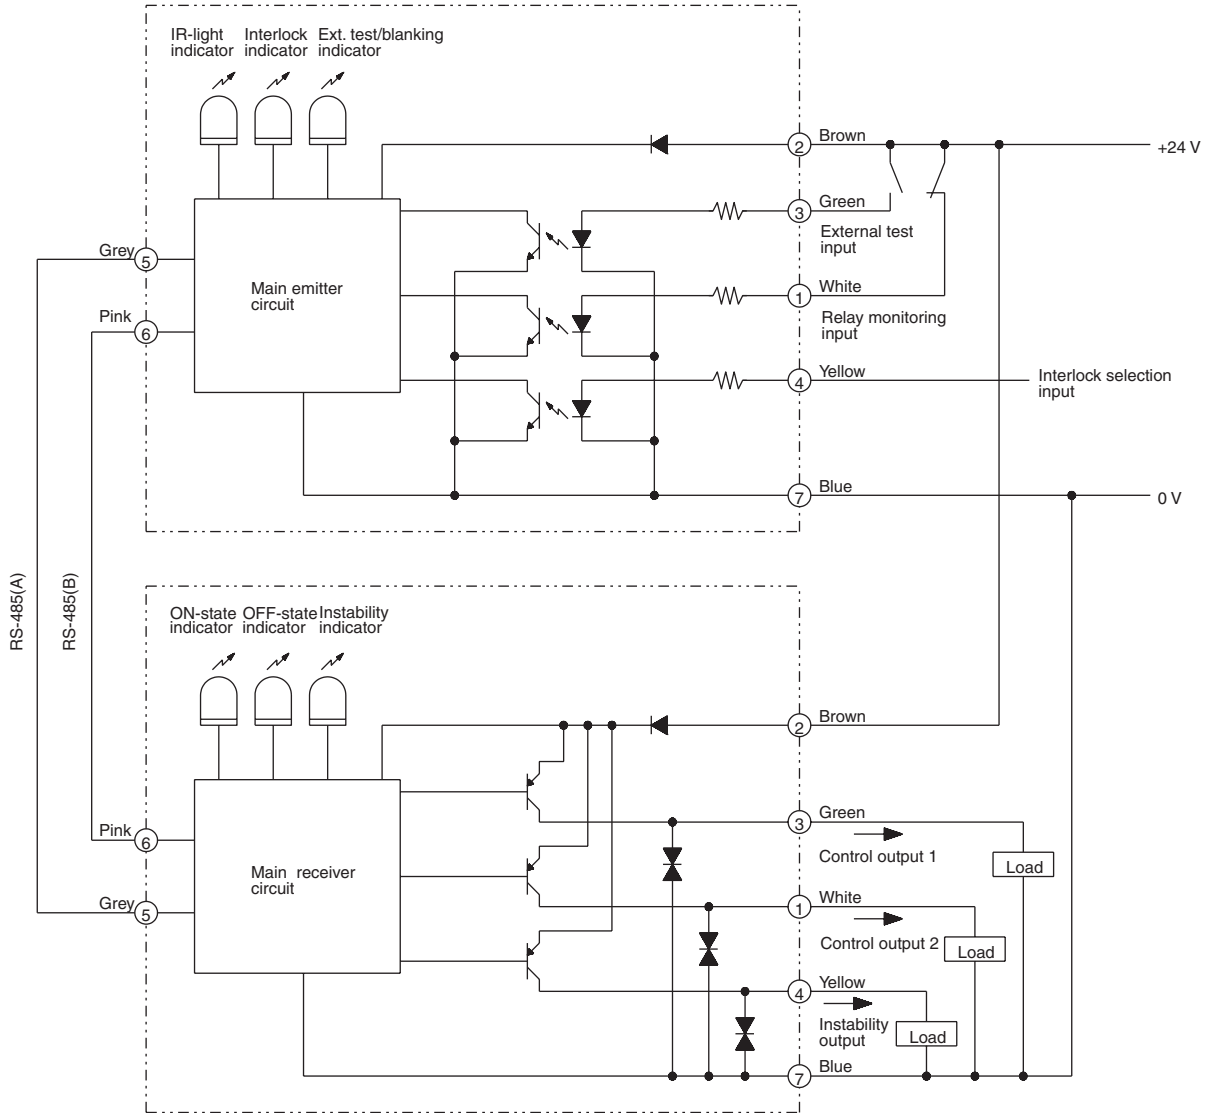 IR-light indicator
Interlock indicator
Ext. test/blanking indicator
2
Brown
+24 V
3
Green
External test input
Grey
5
Main emitter circuit
1
White
Relay monitoring input
Pink
6
4
Yellow
Interlock selection input
7
Blue
0 V
RS-485(A)
RS-485(B)
ON-state indicator
OFF-state indicator
Instability indicator
2
Brown
3
Green
Control output 1
Load
Pink
6
Main receiver circuit
1
White
Control output 2
Load
Grey
5
4
Yellow
Instability output
Load
7
Blue